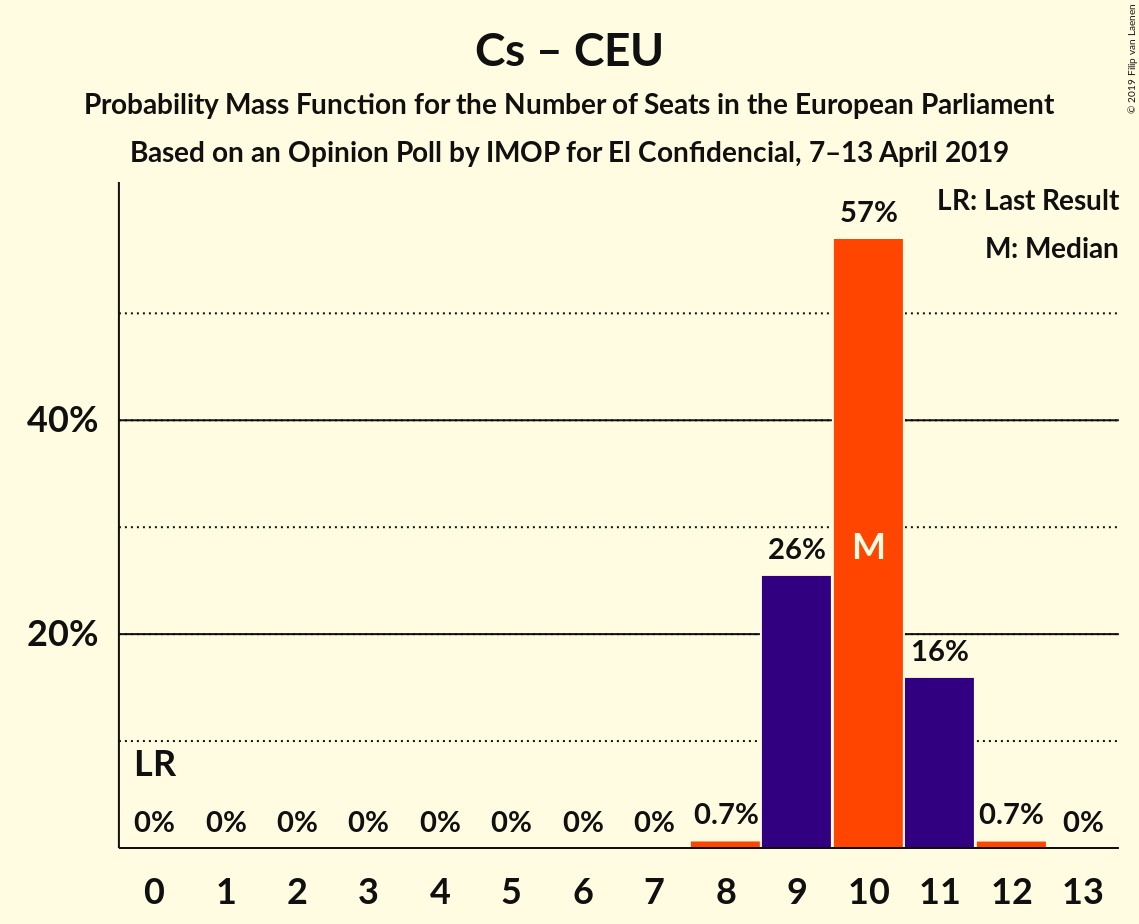 Cs – CEU
Probability Mass Function for the Number of Seats in the European Parliament
Based on an Opinion Poll by IMOP for El Confidencial, 7–13 April 2019
© 2019 Filip van Laenen
LR: Last Result
M: Median
57%
40%
26%
M
20%
16%
LR
0% 0% 0% 0% 0% 0% 0% 0% 0.7% 0.7% 0%
0 1 2 3 4 5 6 7 8 9 10 11 12 13